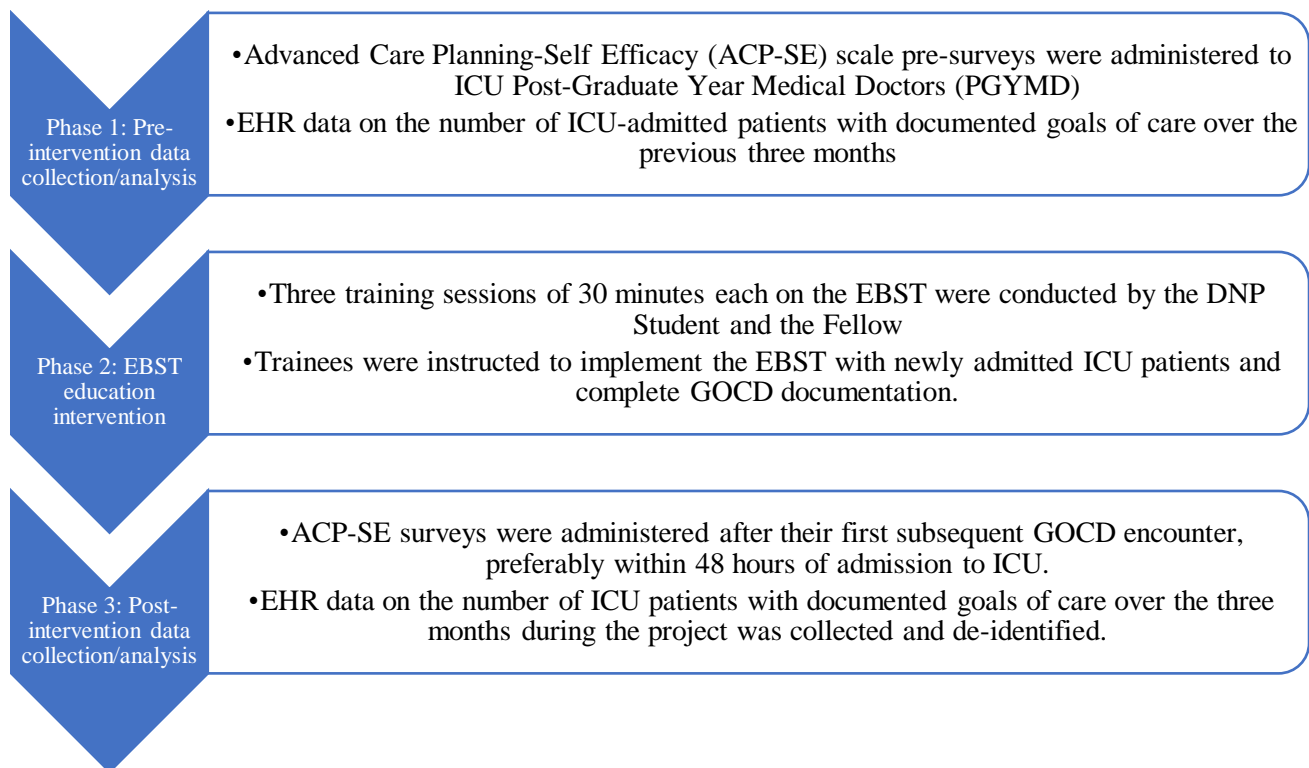 Phase 1: Pre-
intervention data
collection/analysis
•Advanced Care Planning-Self Efficacy (ACP-SE) scale pre-surveys were administered to
ICU Post-Graduate Year Medical Doctors (PGYMD)
•EHR data on the number of ICU-admitted patients with documented goals of care over the
previous three months
Phase 2: EBST
education
intervention
•Three training sessions of 30 minutes each on the EBST were conducted by the DNP
Student and the Fellow
•Trainees were instructed to implement the EBST with newly admitted ICU patients and
complete GOCD documentation.
Phase 3: Post-
intervention data
collection/analysis
•ACP-SE surveys were administered after their first subsequent GOCD encounter,
preferably within 48 hours of admission to ICU.
•EHR data on the number of ICU patients with documented goals of care over the three
months during the project was collected and de-identified.